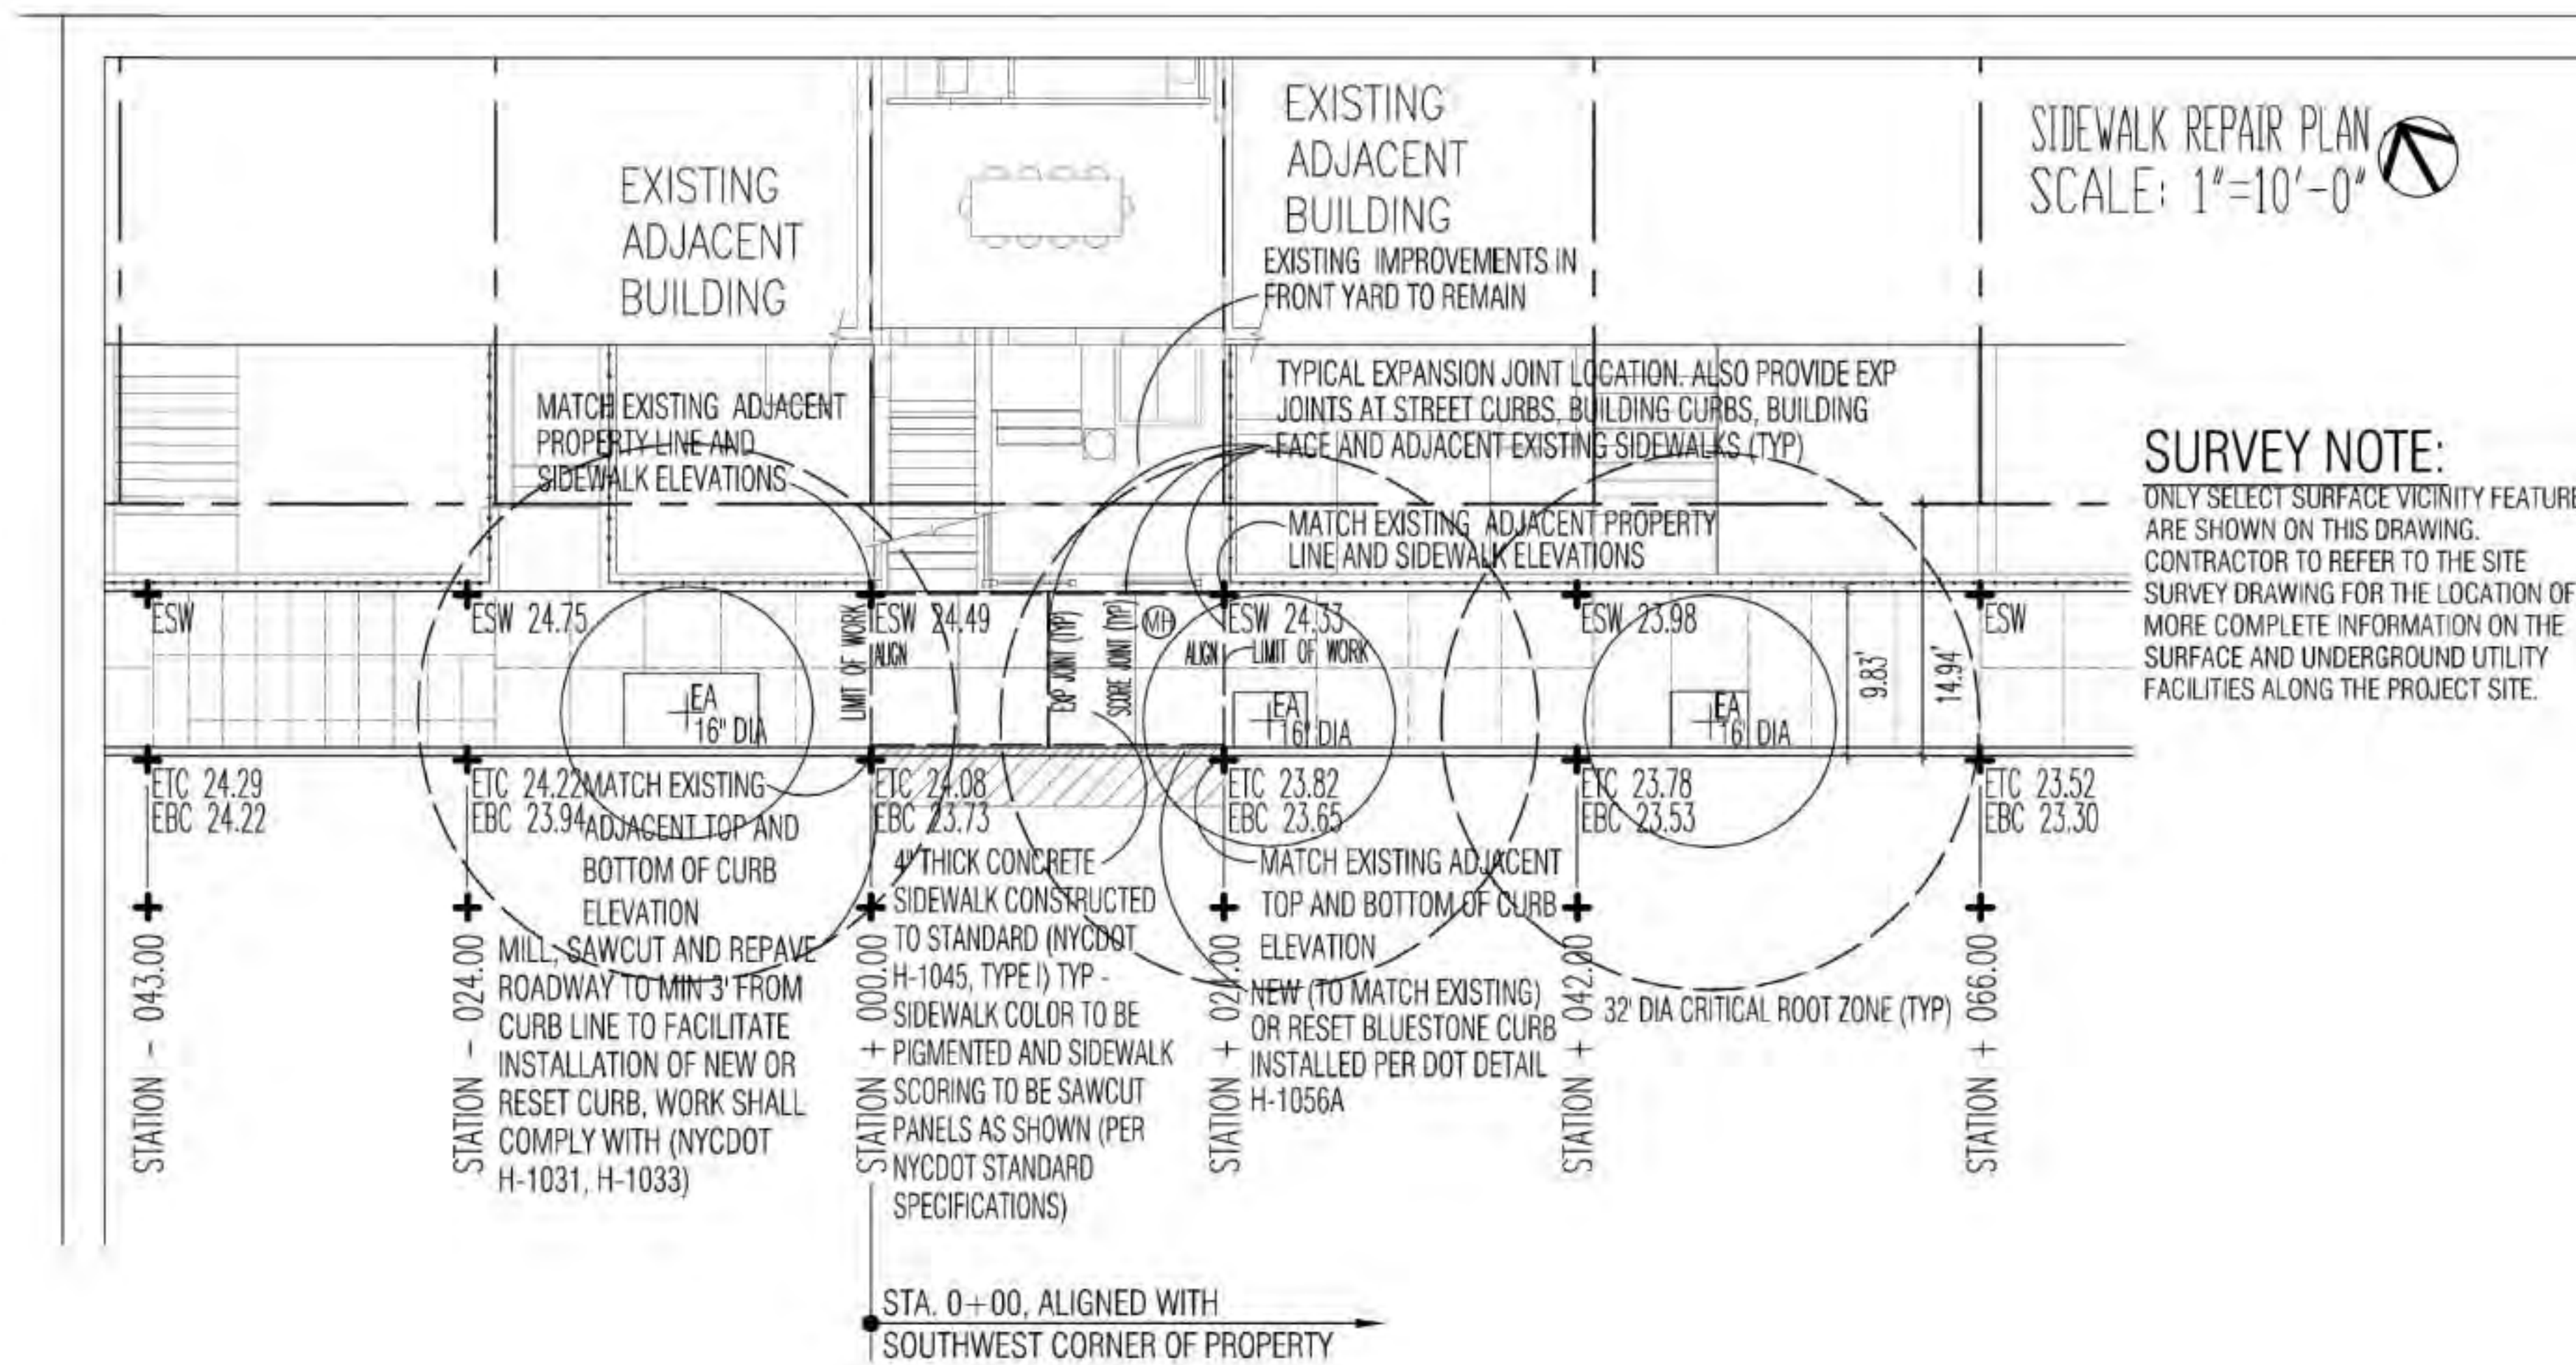 EXISTING
ADJACENT
BUILDING
EXISTING
ADJACENT
BUILDING
EXISTING IMPROVEMENTS IN
FRONT YARD TO REMAIN
SIDEWALK REPAIR PLAN
SCALE: 1"=10'-0"
MATCH EXISTING ADJACENT
PROPERTY LINE AND
SIDEWALK ELEVATIONS
TYPICAL EXPANSION JOINT LOCATION. ALSO PROVIDE EXP
JOINTS AT STREET CURBS, BUILDING CURBS, BUILDING
FACE AND ADJACENT EXISTING SIDEWALKS (TYP)
MATCH EXISTING ADJACENT PROPERTY
LINE AND SIDEWALK ELEVATIONS
SURVEY NOTE:
ONLY SELECT SURFACE VICINITY FEATURE
ARE SHOWN ON THIS DRAWING.
CONTRACTOR TO REFER TO THE SITE
SURVEY DRAWING FOR THE LOCATION OF
MORE COMPLETE INFORMATION ON THE
SURFACE AND UNDERGROUND UTILITY
FACILITIES ALONG THE PROJECT SITE.
ESW
ESW 24.75
LIMIT OF WORK
ESW 24.49
ALIGN
EXP JOINT (TYP)
SCORE JOINT (TYP)
MH
ALIGN
ESW 24.33
LIMIT OF WORK
ESW 23.98
9.83'
14.94'
ESW
EA
16" DIA
EA
16" DIA
EA
16" DIA
ETC 24.29
EBC 24.22
ETC 24.22
EBC 23.94
MATCH EXISTING
ADJACENT TOP AND
BOTTOM OF CURB
ELEVATION
ETC 24.08
EBC 23.73
ETC 23.82
EBC 23.65
ETC 23.78
EBC 23.53
ETC 23.52
EBC 23.30
STATION - 043.00
STATION - 024.00
MILL, SAWCUT AND REPAVE
ROADWAY TO MIN 3' FROM
CURB LINE TO FACILITATE
INSTALLATION OF NEW OR
RESET CURB, WORK SHALL
COMPLY WITH (NYCDOT
H-1031, H-1033)
STATION + 000.00
4" THICK CONCRETE
SIDEWALK CONSTRUCTED
TO STANDARD (NYCDOT
H-1045, TYPE I) TYP -
SIDEWALK COLOR TO BE
PIGMENTED AND SIDEWALK
SCORING TO BE SAWCUT
PANELS AS SHOWN (PER
NYCDOT STANDARD
SPECIFICATIONS)
STATION +
MATCH EXISTING ADJACENT
TOP AND BOTTOM OF CURB
ELEVATION
NEW (TO MATCH EXISTING)
OR RESET BLUESTONE CURB
INSTALLED PER DOT DETAIL
H-1056A
STATION + 042.00
32' DIA CRITICAL ROOT ZONE (TYP)
STATION + 066.00
STA. 0+00, ALIGNED WITH
SOUTHWEST CORNER OF PROPERTY